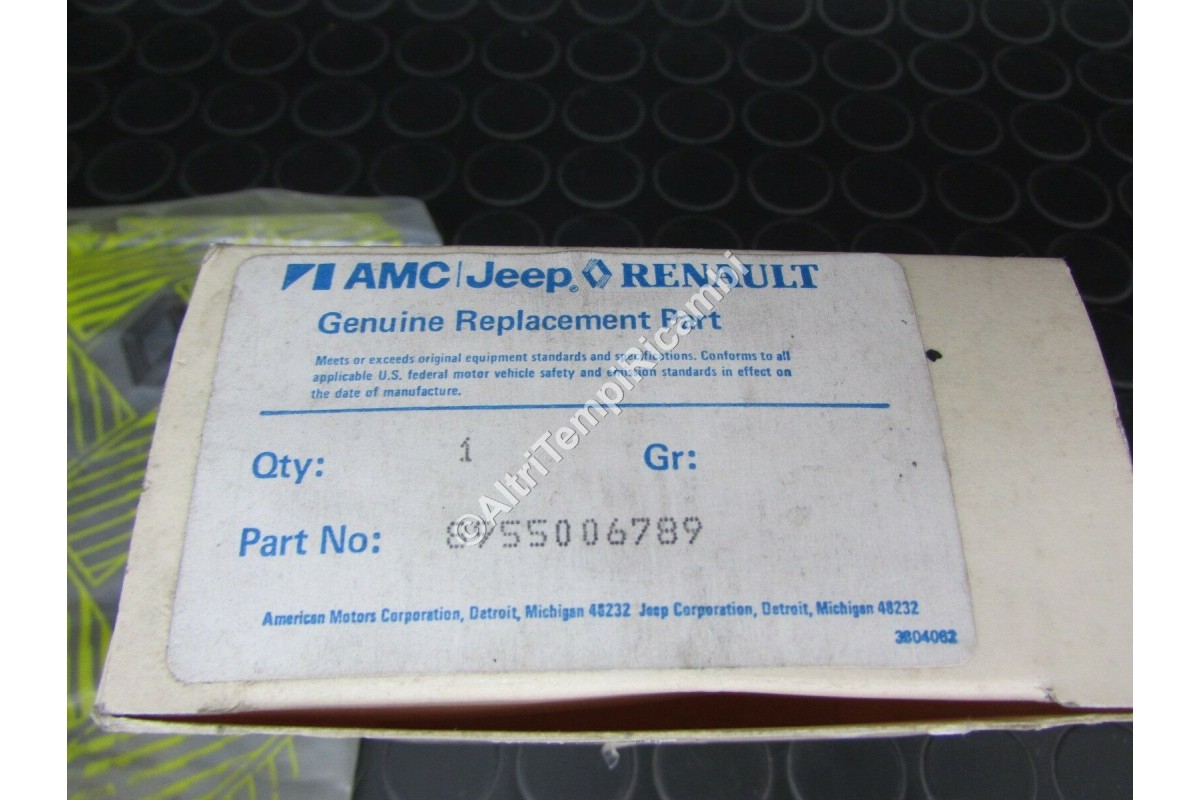 AMC | Jeep® RENAULT
Genuine Replacement Part
Meets or exceeds original equipment standards and specifications. Conforms to all
applicable U.S. federal motor vehicle safety and emission standards in effect on
the date of manufacture.
Qty: 1 Gr:
Part No: 8955006789
American Motors Corporation, Detroit, Michigan 48232 Jeep Corporation, Detroit, Michigan 48232
3604062
©AltriTempiRicambi